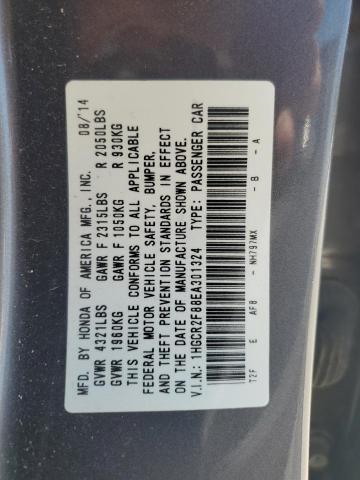 MFD. BY HONDA OF AMERICA MFG., INC. 08/'14
GVWR 4321LBS GAWR F 2315LBS R 2050LBS
GVWR 1960KG GAWR F 1050KG R 930KG
THIS VEHICLE CONFORMS TO ALL APPLICABLE
FEDERAL MOTOR VEHICLE SAFETY, BUMPER,
AND THEFT PREVENTION STANDARDS IN EFFECT
ON THE DATE OF MANUFACTURE SHOWN ABOVE.
V.I.N.: 1HGCR2F88EA301324 TYPE: PASSENGER CAR
T2F E AF8 - NH797MX - B - A